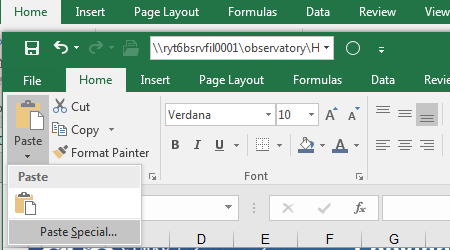 Home Insert Page Layout Formulas Data Review View
\\ryt6bsrvfil0001\observatory\H
File Home Insert Page Layout Formulas Data
Paste
Cut
Copy
Format Painter
Verdana 10 A A
B I U A
Font
Paste
fx
Paste Special...
D E F G